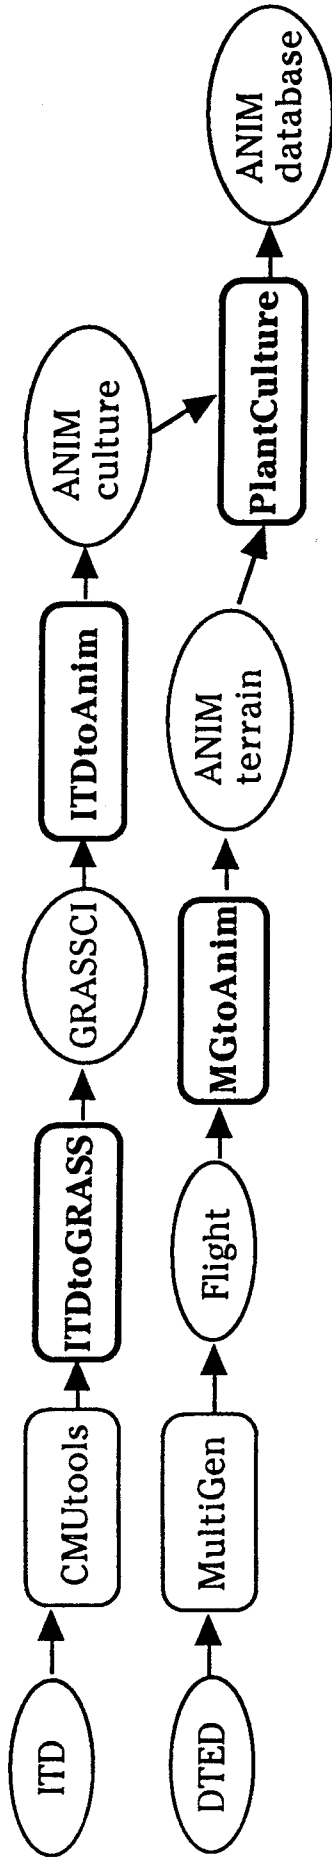 ITD
CMUtools
ITDtoGRASS
GRASSCI
ITDtoAnim
ANIM
culture
DTED
MultiGen
Flight
MGtoAnim
ANIM
terrain
PlantCulture
ANIM
database